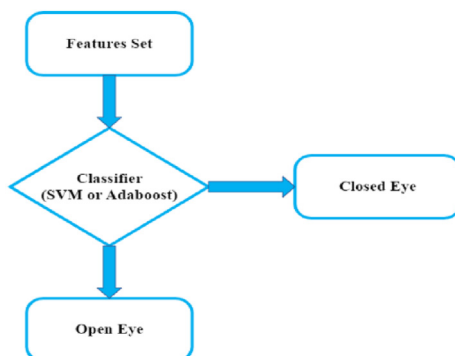 Features Set
Classifier
(SVM or Adaboost)
Closed Eye
Open Eye